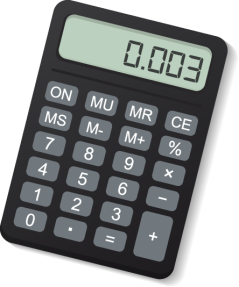 0.003
ON MU MR CE
MS M- M+ %
7 8 9 ×
4 5 6 −
1 2 3 +
0 . =